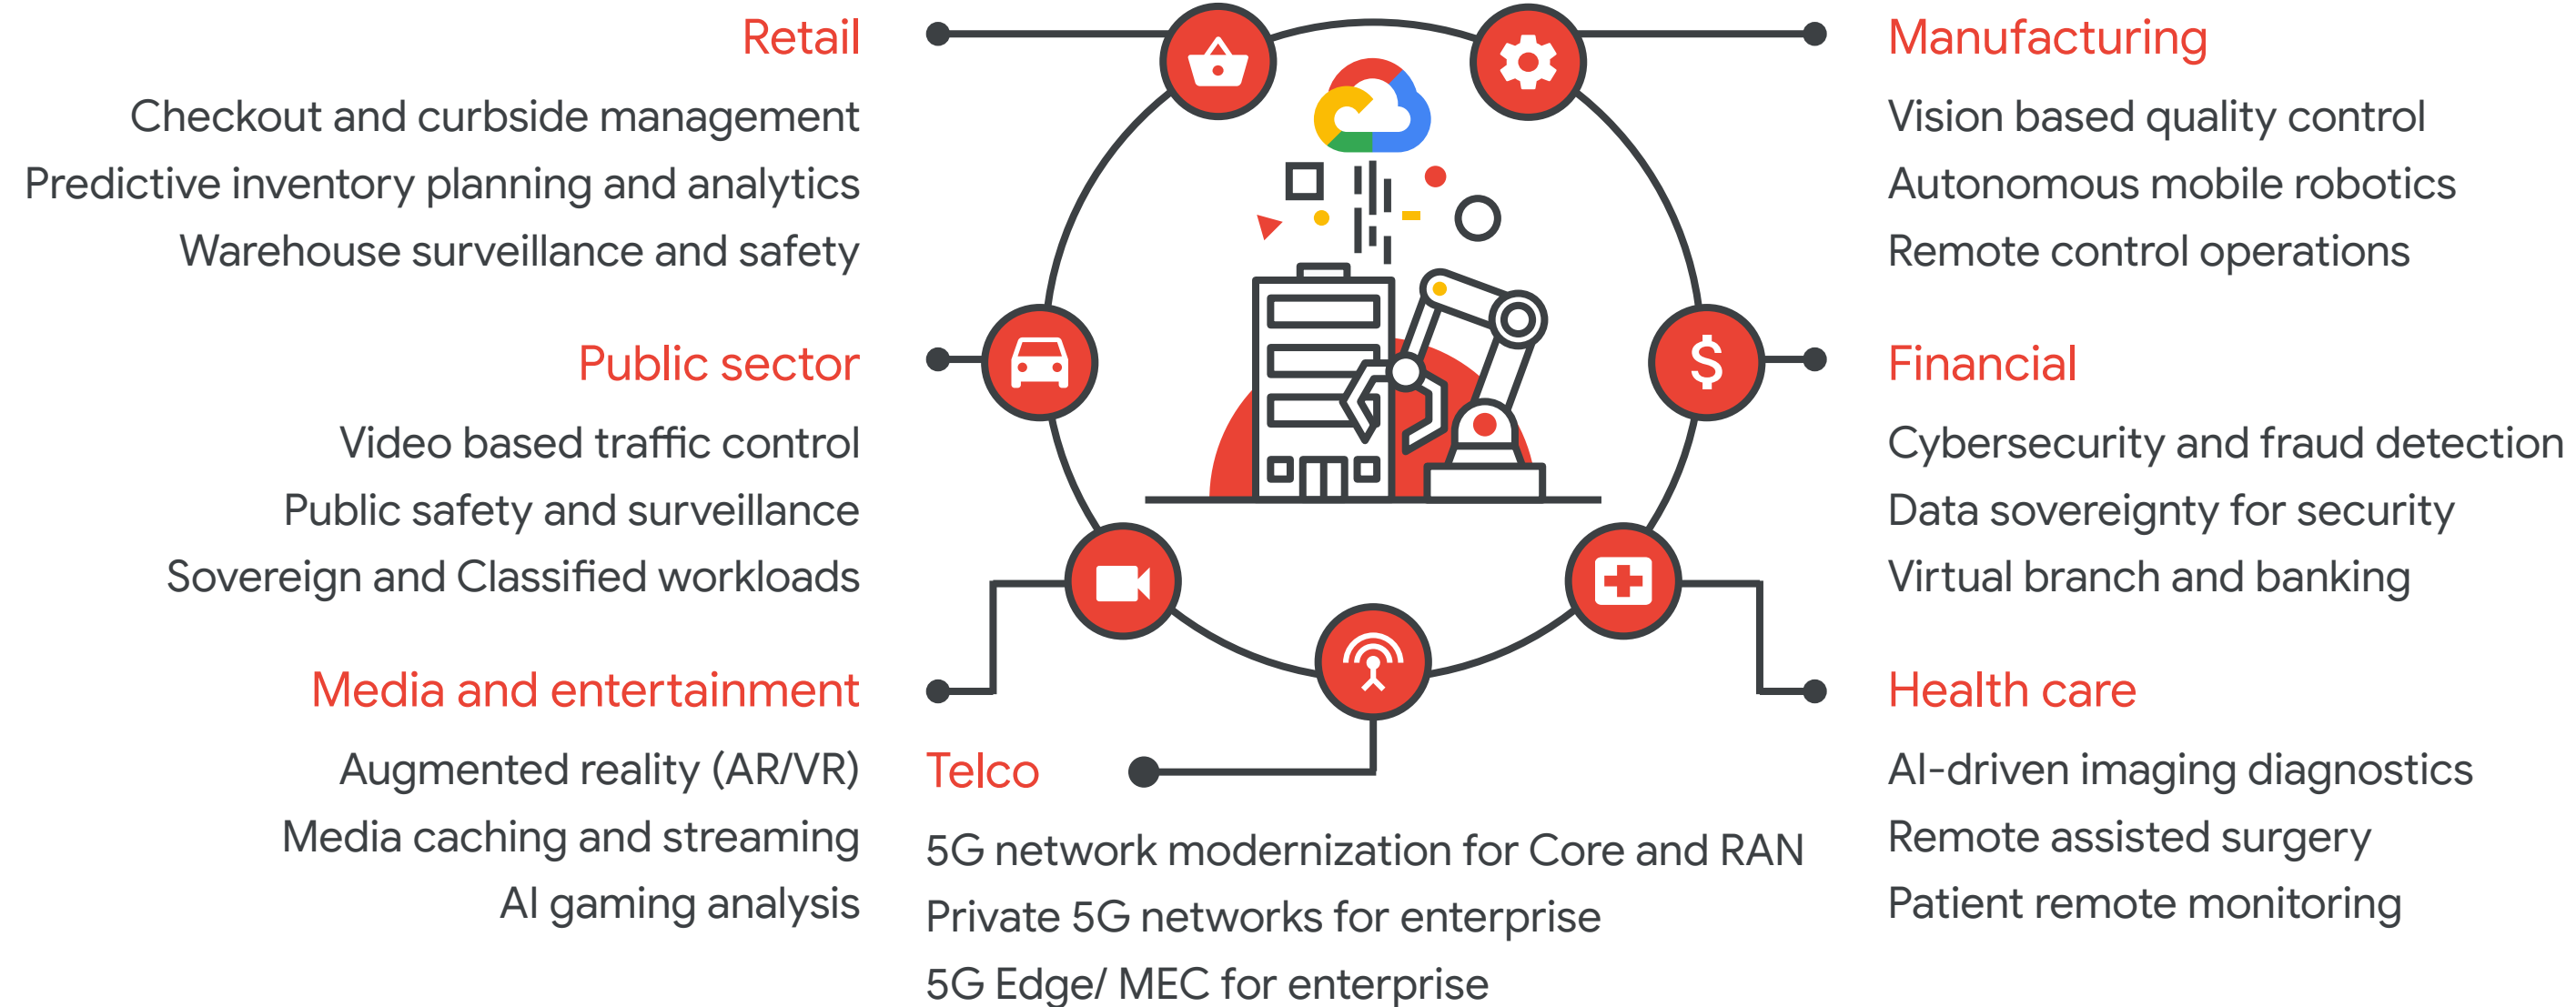 Retail
Checkout and curbside management
Predictive inventory planning and analytics
Warehouse surveillance and safety
Public sector
Video based traffic control
Public safety and surveillance
Sovereign and Classified workloads
Media and entertainment
Augmented reality (AR/VR)
Media caching and streaming
AI gaming analysis
Telco
5G network modernization for Core and RAN
Private 5G networks for enterprise
5G Edge/ MEC for enterprise
Manufacturing
Vision based quality control
Autonomous mobile robotics
Remote control operations
Financial
$
Cybersecurity and fraud detection
Data sovereignty for security
Virtual branch and banking
Health care
AI-driven imaging diagnostics
Remote assisted surgery
Patient remote monitoring